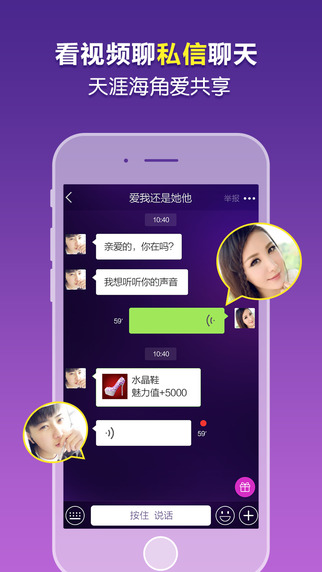 看视频聊私信聊天
天涯海角爱共享
爱我还是她他
举报
10:40
亲爱的，你在吗?
我想听听你的声音
59'
10:40
水晶鞋
魅力值+5000
59'
按住 说话